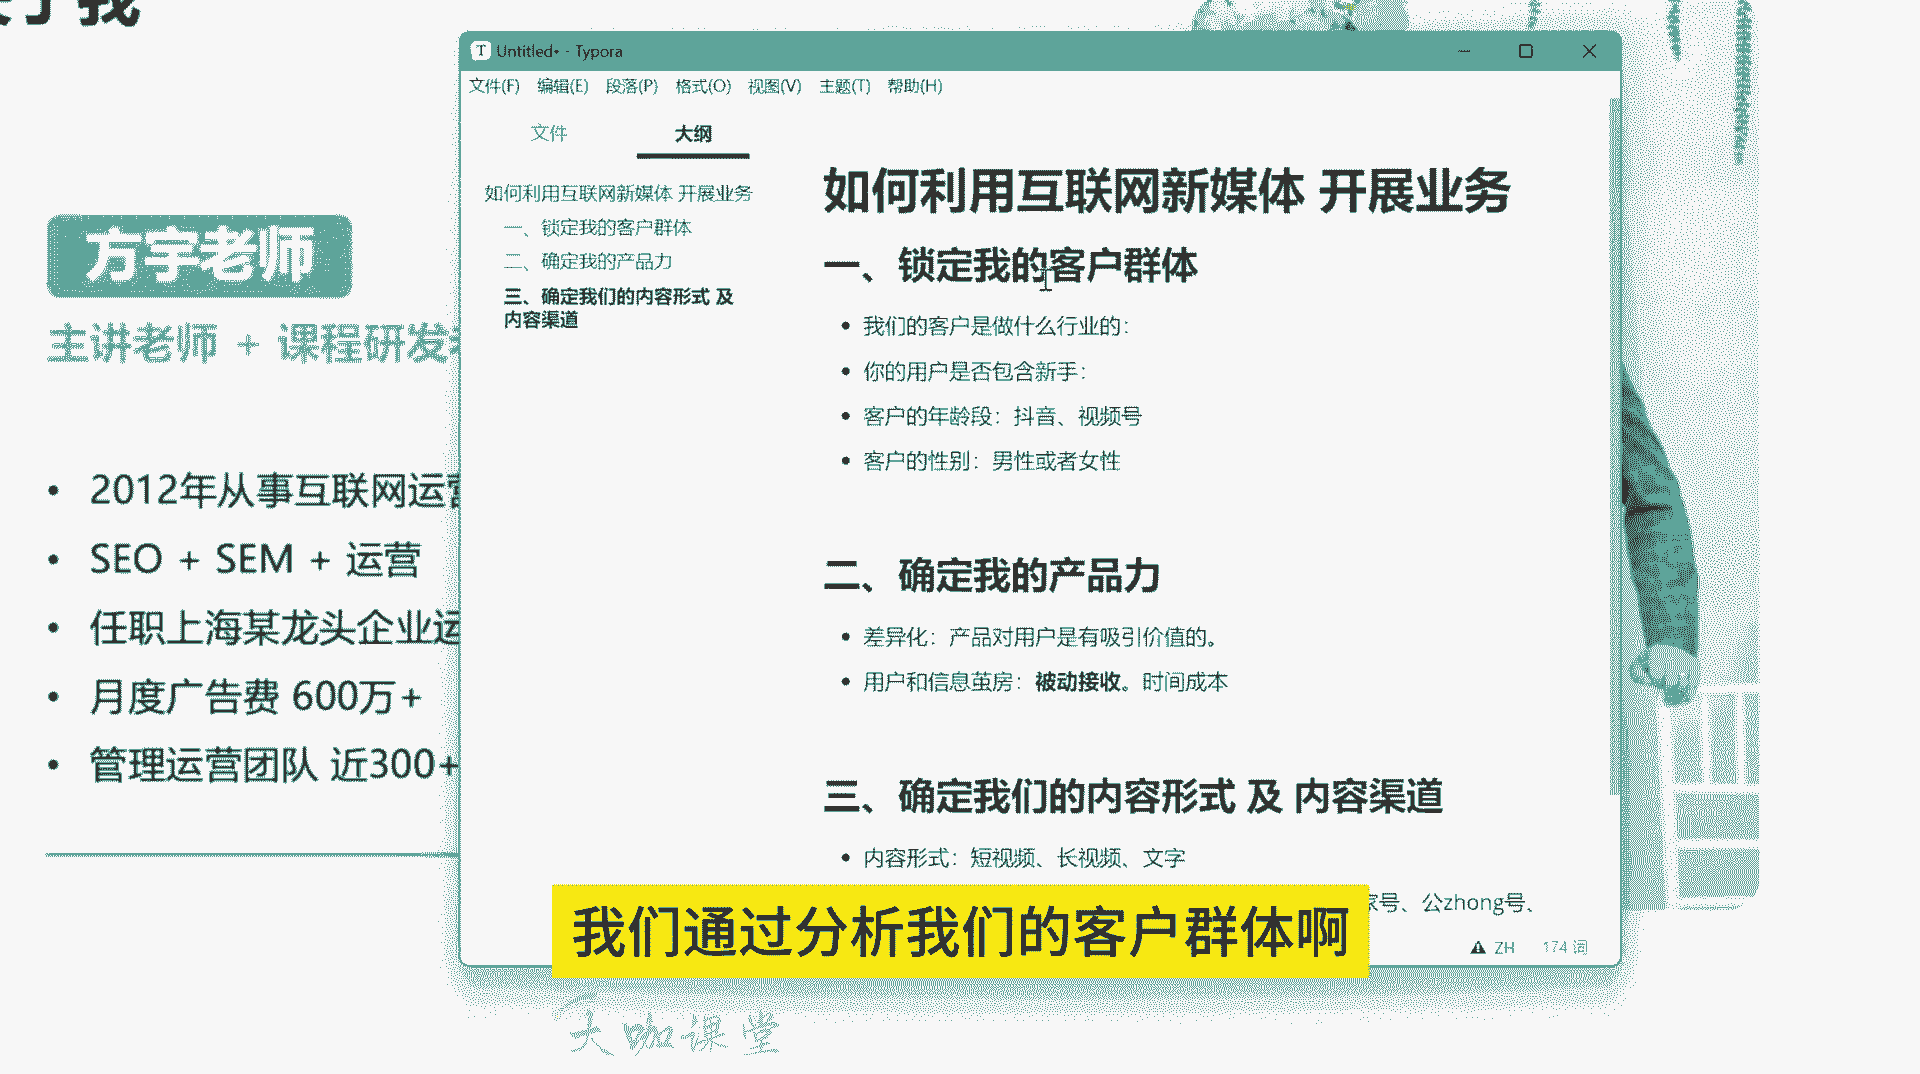 我
方宇老师
主讲老师 + 课程研发
2012年从事互联网运营
SEO + SEM + 运营
任职上海某龙头企业运
月度广告费 600万+
管理运营团队 近300+
Untitled• - Typora
文件(F) 编辑(E) 段落(P) 格式(O) 视图(V) 主题(T) 帮助(H)
文件 大纲
如何利用互联网新媒体 开展业务
一、锁定我的客户群体
二、确定我的产品力
三、确定我们的内容形式 及
内容渠道
如何利用互联网新媒体 开展业务
一、锁定我的客户群体
我们的客户是做什么行业的：
你的用户是否包含新手：
客户的年龄段：抖音、视频号
客户的性别：男性或者女性
二、确定我的产品力
差异化：产品对用户是有吸引价值的。
用户和信息茧房：被动接收。时间成本
三、确定我们的内容形式 及 内容渠道
内容形式：短视频、长视频、文字
家号、公zhong号、
我们通过分析我们的客户群体啊
ZH 174 词
大咖课堂